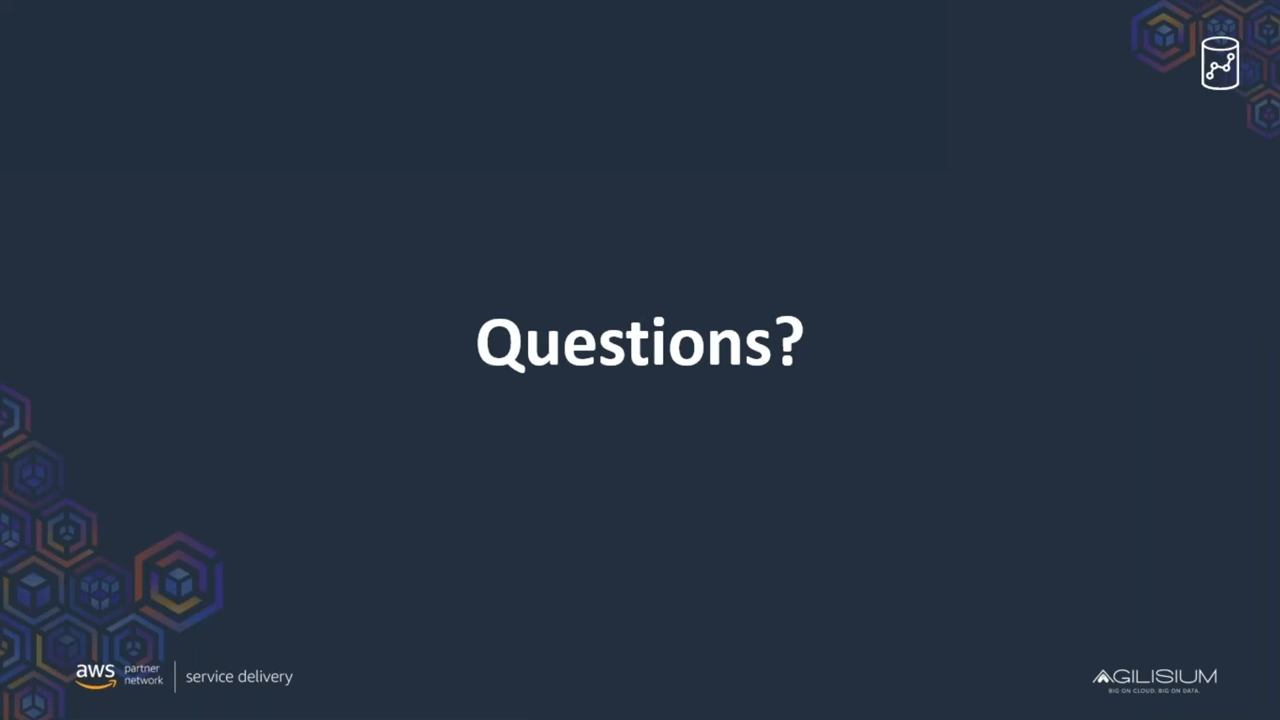 Questions?
aws partner network | service delivery
AGILISIUM
BIG ON CLOUD. BIG ON DATA.